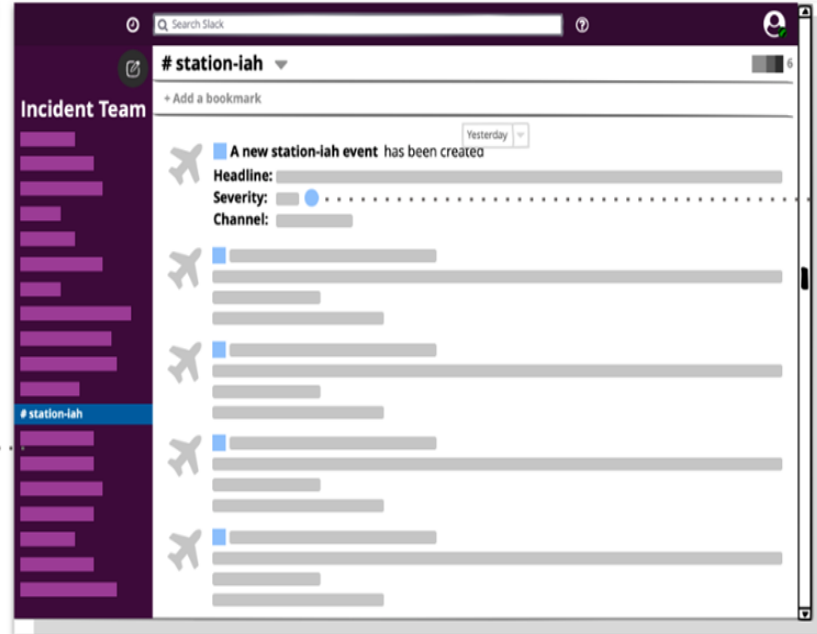 Search Slack
# station-iah
6
+ Add a bookmark
Incident Team
Yesterday
A new station-iah event has been created
Headline:
Severity:
Channel:
# station-iah